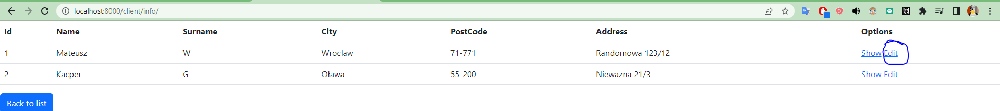 localhost:8000/client/info/
Id Name Surname City PostCode Address Options
1 Mateusz W Wroclaw 71-771 Randomowa 123/12 Show Edit
2 Kacper G Oława 55-200 Niewazna 21/3 Show Edit
Back to list